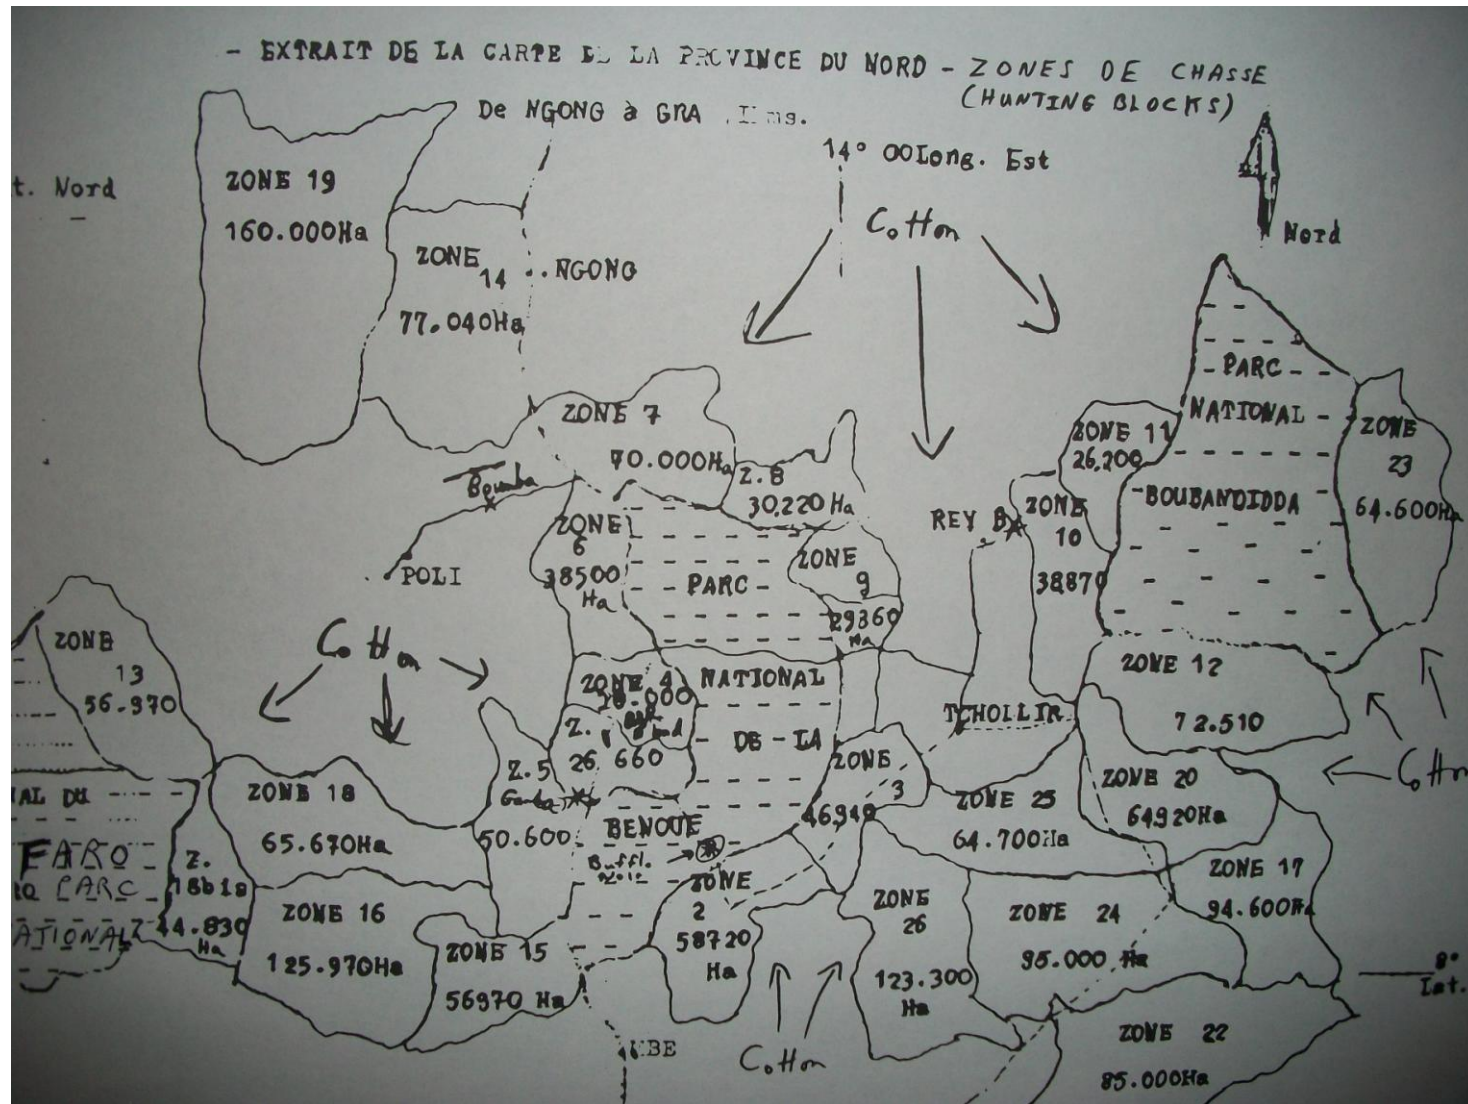 - EXTRAIT DE LA CARTE DE LA PROVINCE DU NORD - ZONES DE CHASSE
(HUNTING BLOCKS)
De NGONG à
14° 00 Long. Est
t. Nord
Nord
Cotton
ZONE 19
160.000Ha
ZONE 14
77.040Ha
NGONG
ZONE 7
70.000Ha
Z. 8
30,220 Ha
ZONE 11
26,200
PARC
NATIONAL
BOUBANDIDDA
ZONE
23
64.600Ha
Boumba
POLI
ZONE
6
38500
Ha
PARC
ZONE
9
29360
Ha
REY B
ZONE
10
38870
ZONE
13
56.970
Cotton
ZONE 4
NATIONAL
DE-LA
BENOUE
ZONE 12
72.510
TCHOLLIR
Z.
26 660
Z. 5
50.600
ZONE
3
46940
ZONE 25
64.700Ha
ZONE 20
64920Ha
Cotton
ZONE 18
65.670Ha
AL DU
FARO
PARC
ATIONAL
Z.
18bis
44.830
Ha
ZONE 16
125.970Ha
ZONE 15
56970 Ha
Buffl.
ZONE
2
58720
Ha
ZONE
26
123.300
Ha
ZONE 24
95.000 Ha
ZONE 17
94.600Ha
8°
Lat.
MBE
Cotton
ZONE 22
85.000Ha